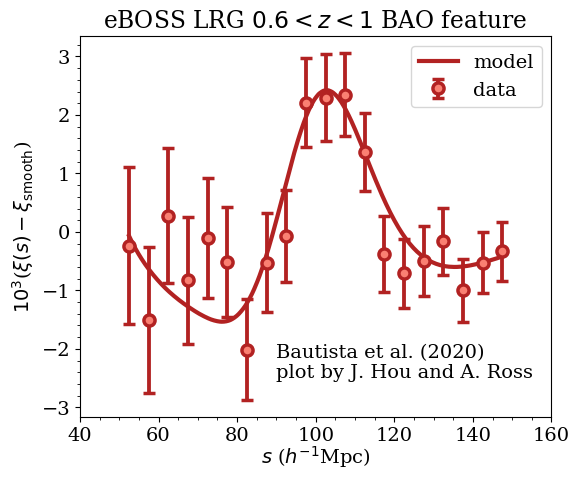 eBOSS LRG 0.6 < z < 1 BAO feature
model
data
3
2
1
0
−1
−2
−3
10³(ξ(s) − ξsmooth)
Bautista et al. (2020)
plot by J. Hou and A. Ross
40 60 80 100 120 140 160
s (h⁻¹Mpc)